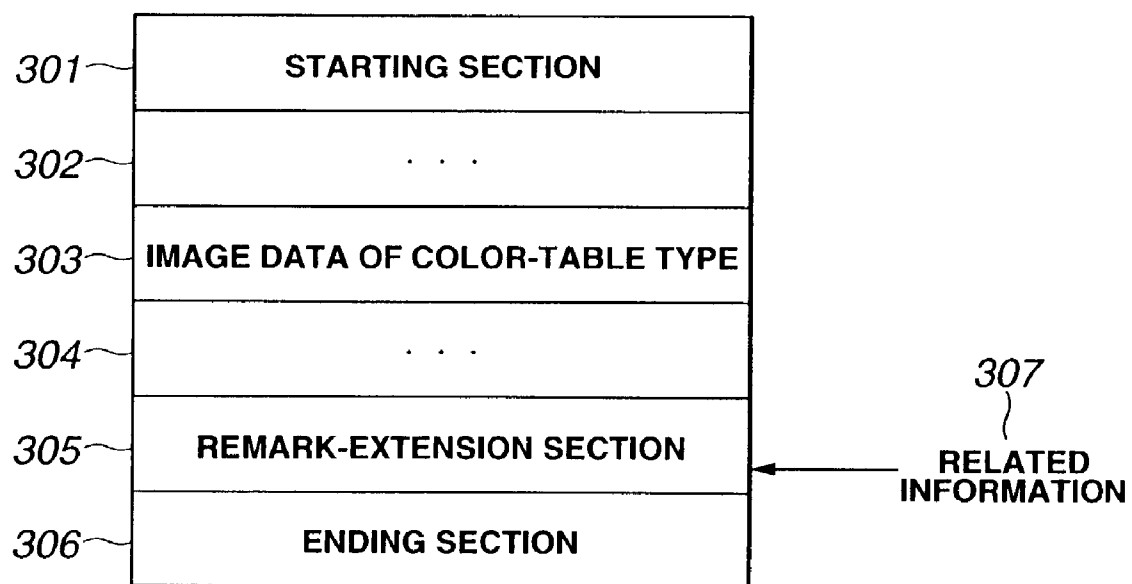 301 STARTING SECTION
302 . . .
303 IMAGE DATA OF COLOR-TABLE TYPE
304 . . .
307
305 REMARK-EXTENSION SECTION
RELATED
INFORMATION
306 ENDING SECTION